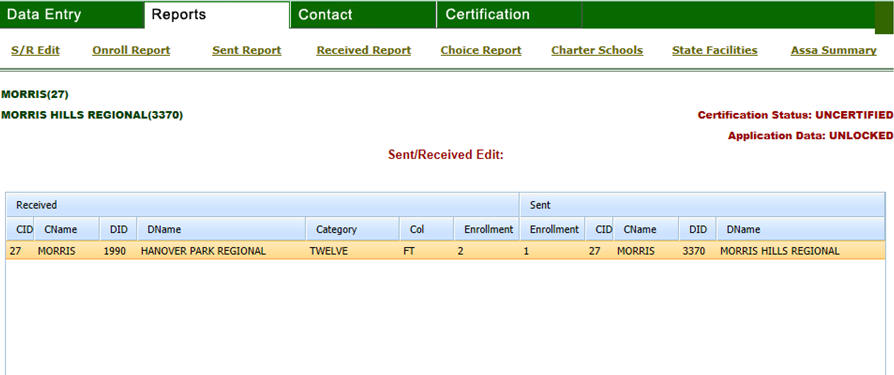 Data Entry Reports Contact Certification
S/R Edit Onroll Report Sent Report Received Report Choice Report Charter Schools State Facilities Assa Summary
MORRIS(27)
MORRIS HILLS REGIONAL(3370) Certification Status: UNCERTIFIED
Application Data: UNLOCKED
Sent/Received Edit:
Received Sent
CID CName DID DName Category Col Enrollment Enrollment CID CName DID DName
27 MORRIS 1990 HANOVER PARK REGIONAL TWELVE FT 2 1 27 MORRIS 3370 MORRIS HILLS REGIONAL